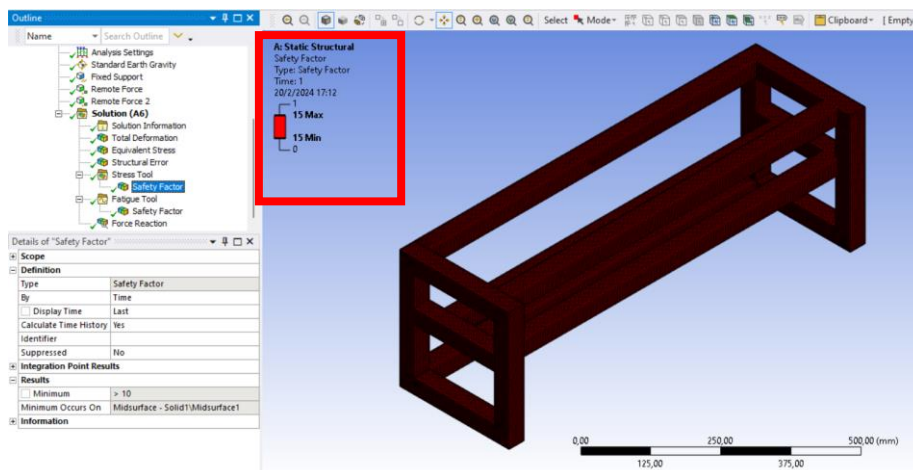 Outline
Name Search Outline
Analysis Settings
Standard Earth Gravity
Fixed Support
Remote Force
Remote Force 2
Solution (A6)
Solution Information
Total Deformation
Equivalent Stress
Structural Error
Stress Tool
Safety Factor
Fatigue Tool
Safety Factor
Force Reaction
Details of "Safety Factor"
Scope
Definition
Type Safety Factor
By Time
Display Time Last
Calculate Time History Yes
Identifier
Suppressed No
Integration Point Results
Results
Minimum > 10
Minimum Occurs On Midsurface - Solid1\Midsurface1
Information
Select Mode Clipboard [Empty
A: Static Structural
Safety Factor
Type: Safety Factor
Time: 1
20/2/2024 17:12
1
15 Max
15 Min
0
0,00 250,00 500,00 (mm)
125,00 375,00